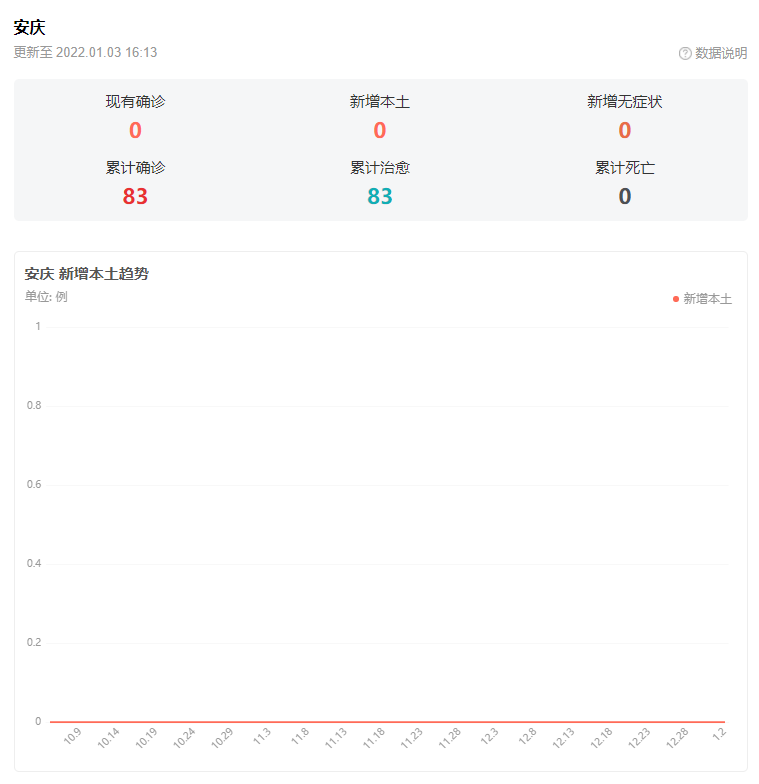 安庆
更新至 2022.01.03 16:13
数据说明
现有确诊 新增本土 新增无症状
0 0 0
累计确诊 累计治愈 累计死亡
83 83 0
安庆 新增本土趋势
单位: 例
新增本土
1
0.8
0.6
0.4
0.2
0
10.9 10.14 10.19 10.24 10.29 11.3 11.8 11.13 11.18 11.23 11.28 12.3 12.8 12.13 12.18 12.23 12.28 1.2